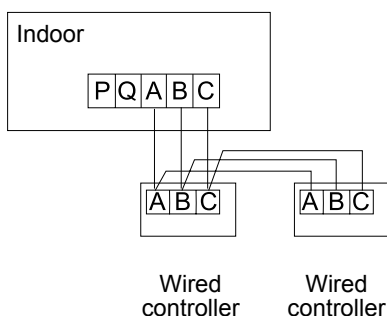 Indoor
P Q A B C
A B C A B C
Wired Wired
controller controller